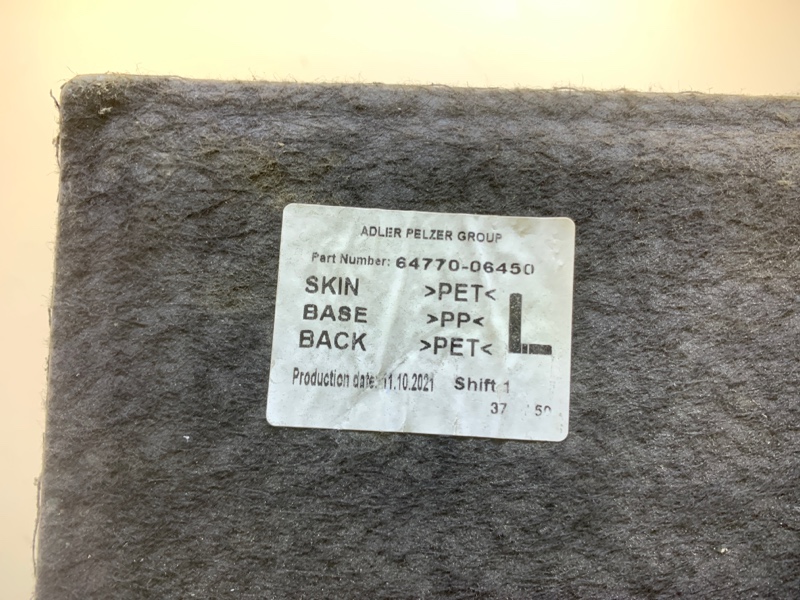 ADLER PELZER GROUP
Part Number: 64770-06450
SKIN >PET<
BASE >PP<
BACK >PET<
L
Production date: 11.10.2021 Shift 1
37